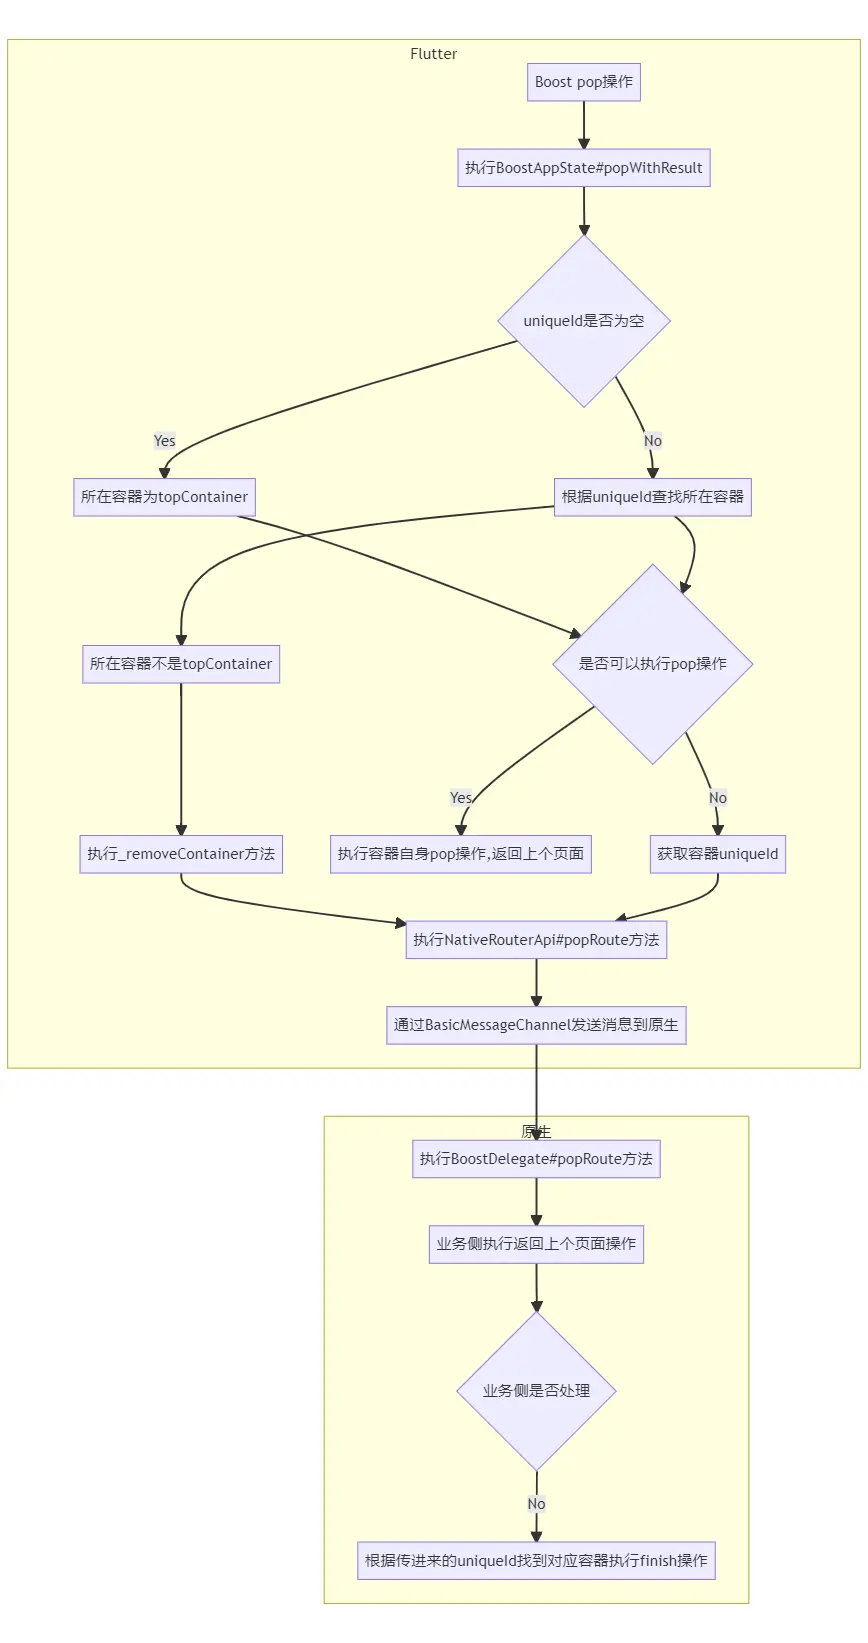 Flutter
Boost pop操作
执行BoostAppState#popWithResult
uniqueId是否为空
Yes
No
所在容器为topContainer
根据uniqueId查找所在容器
所在容器不是topContainer
是否可以执行pop操作
Yes
No
执行_removeContainer方法
执行容器自身pop操作,返回上个页面
获取容器uniqueId
执行NativeRouterApi#popRoute方法
通过BasicMessageChannel发送消息到原生
原生
执行BoostDelegate#popRoute方法
业务侧执行返回上个页面操作
业务侧是否处理
No
根据传进来的uniqueId找到对应容器执行finish操作